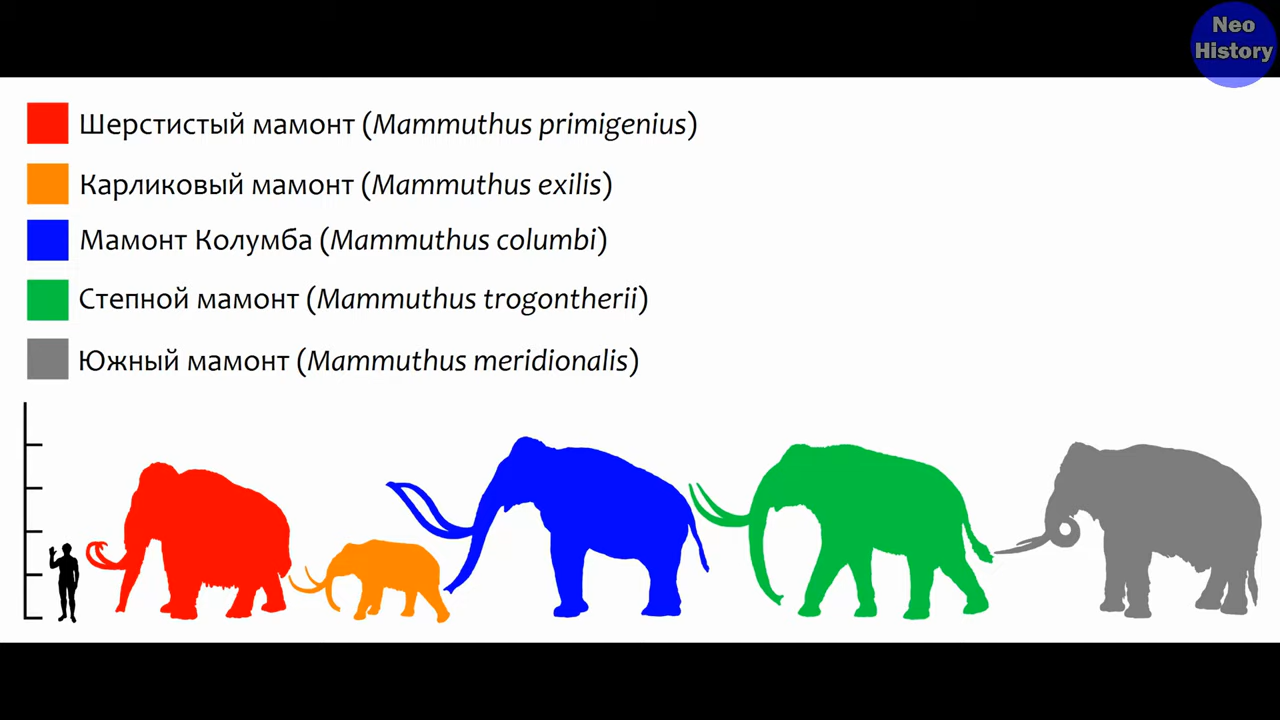 Neo
History
Шерстистый мамонт (Mammuthus primigenius)
Карликовый мамонт (Mammuthus exilis)
Мамонт Колумба (Mammuthus columbi)
Степной мамонт (Mammuthus trogontherii)
Южный мамонт (Mammuthus meridionalis)